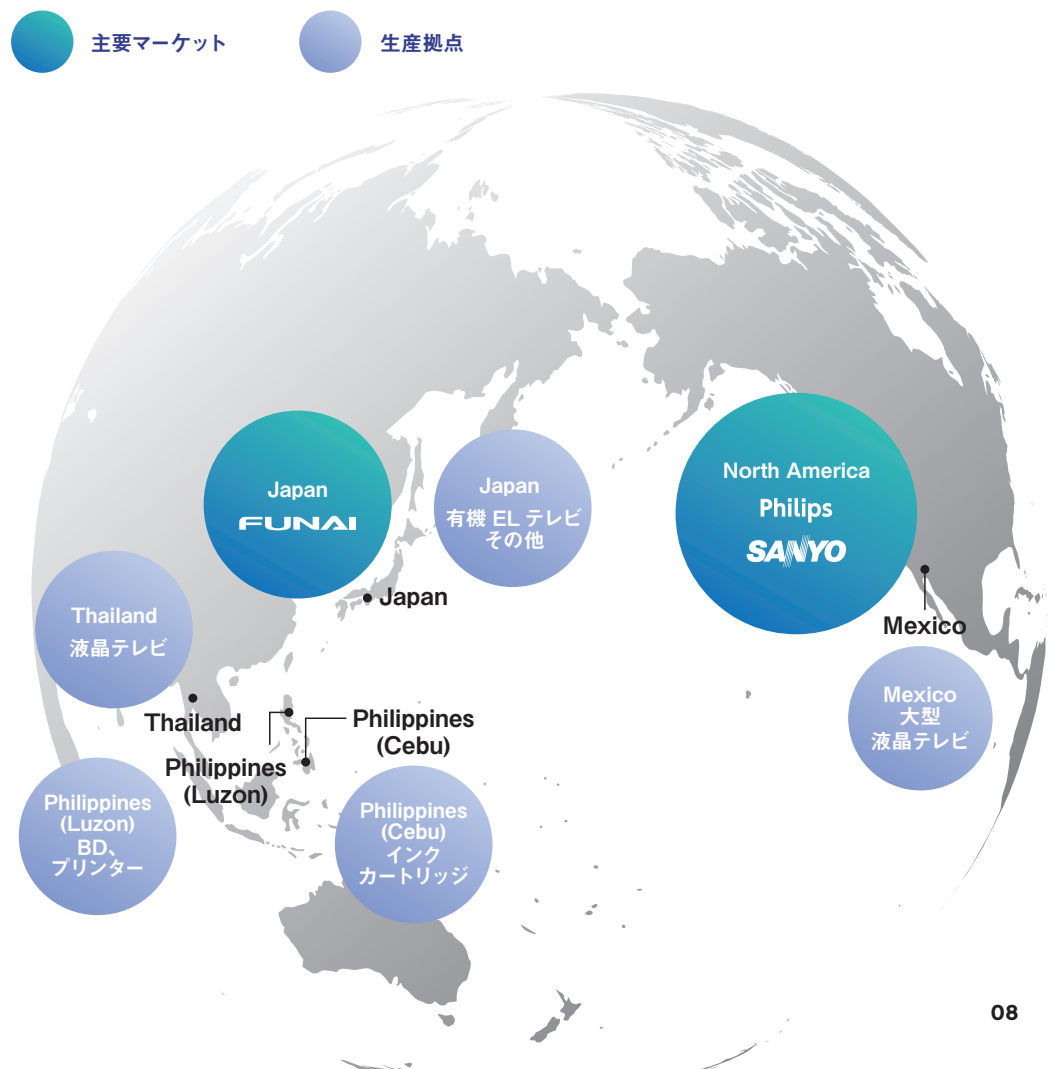 主要マーケット
生産拠点
Japan
FUNAI
Japan
有機 EL テレビ
その他
North America
Philips
SANYO
Japan
Mexico
Thailand
液晶テレビ
Mexico
大型
液晶テレビ
Thailand
Philippines
(Cebu)
Philippines
(Luzon)
Philippines
(Luzon)
BD、
プリンター
Philippines
(Cebu)
インク
カートリッジ
08